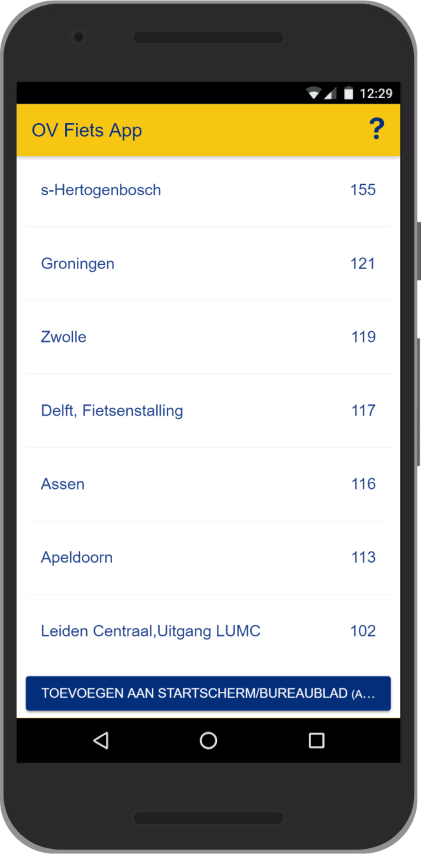 12:29
OV Fiets App ?
s-Hertogenbosch 155
Groningen 121
Zwolle 119
Delft, Fietsenstalling 117
Assen 116
Apeldoorn 113
Leiden Centraal,Uitgang LUMC 102
TOEVOEGEN AAN STARTSCHERM/BUREAUBLAD (A...